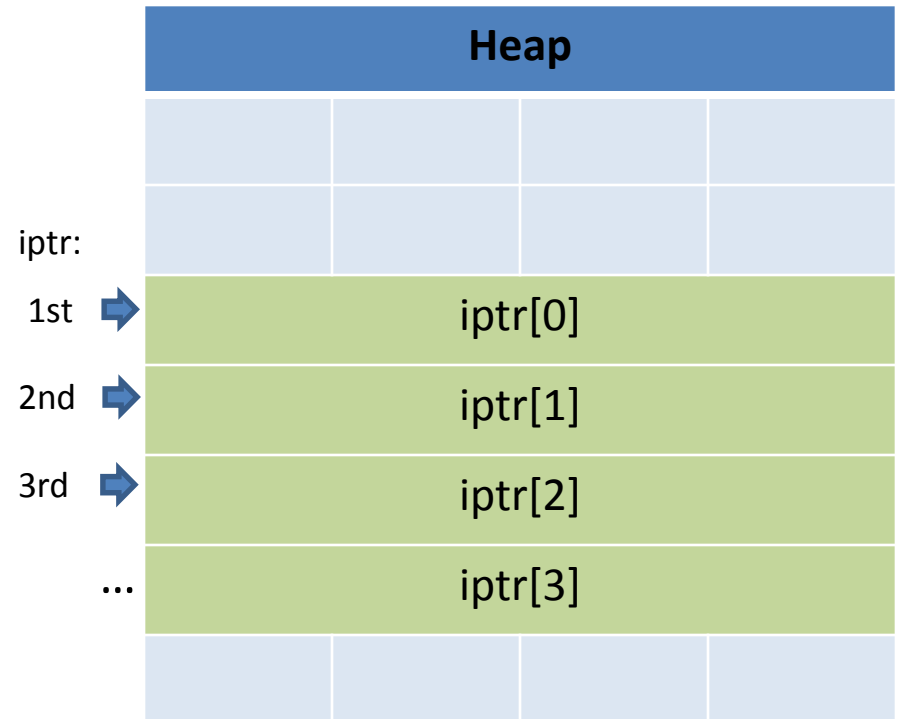 Heap
iptr:
1st
iptr[0]
2nd
iptr[1]
3rd
iptr[2]
...
iptr[3]